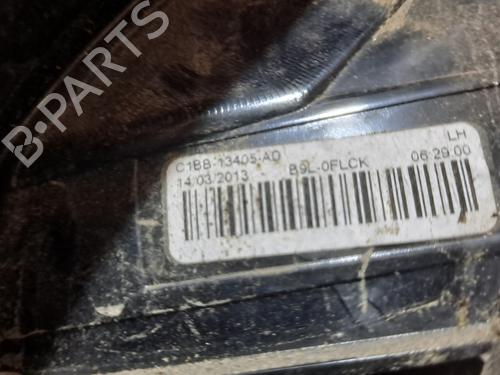 B-PARTS
C1BB-13405-AD LH
14/03/2013 B9L-0FLCK 06:29:00